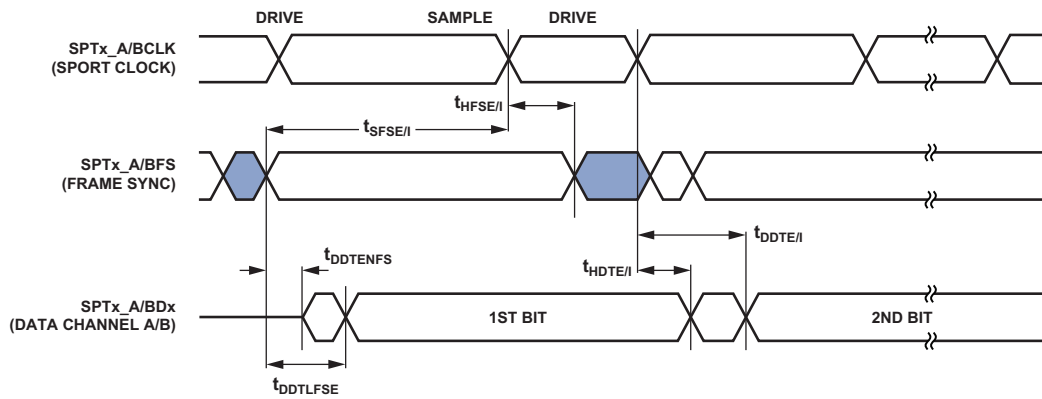 DRIVE SAMPLE DRIVE
SPTx_A/BCLK
(SPORT CLOCK)
tHFSE/I
tSFSE/I
SPTx_A/BFS
(FRAME SYNC)
tDDTE/I
tDDTENFS
tHDTE/I
SPTx_A/BDx
(DATA CHANNEL A/B)
1ST BIT 2ND BIT
tDDTLFSE